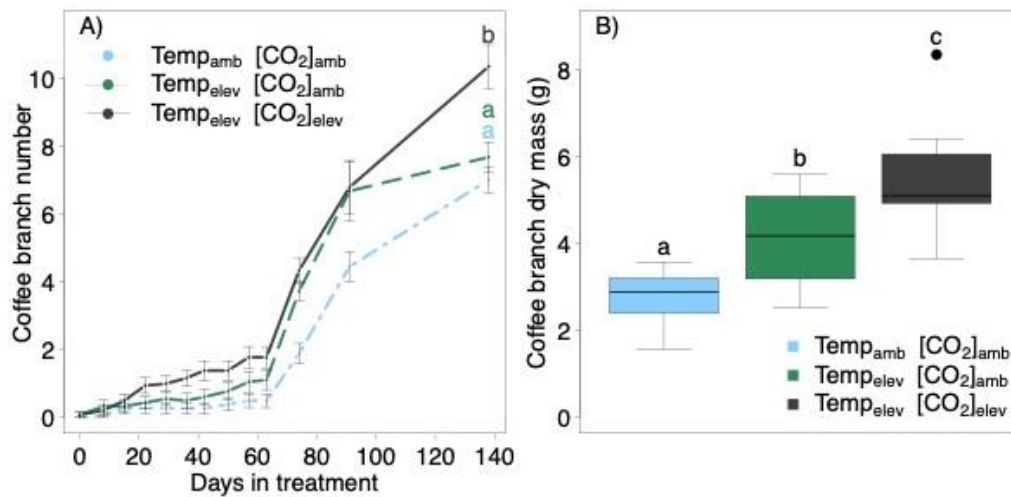 A)
b
Temp_amb [CO₂]_amb
Temp_elev [CO₂]_amb
Temp_elev [CO₂]_elev
a
a
Coffee branch number
10
8
6
4
2
0
0 20 40 60 80 100 120 140
Days in treatment
B)
c
b
a
Coffee branch dry mass (g)
8
6
4
2
0
Temp_amb [CO₂]_amb
Temp_elev [CO₂]_amb
Temp_elev [CO₂]_elev